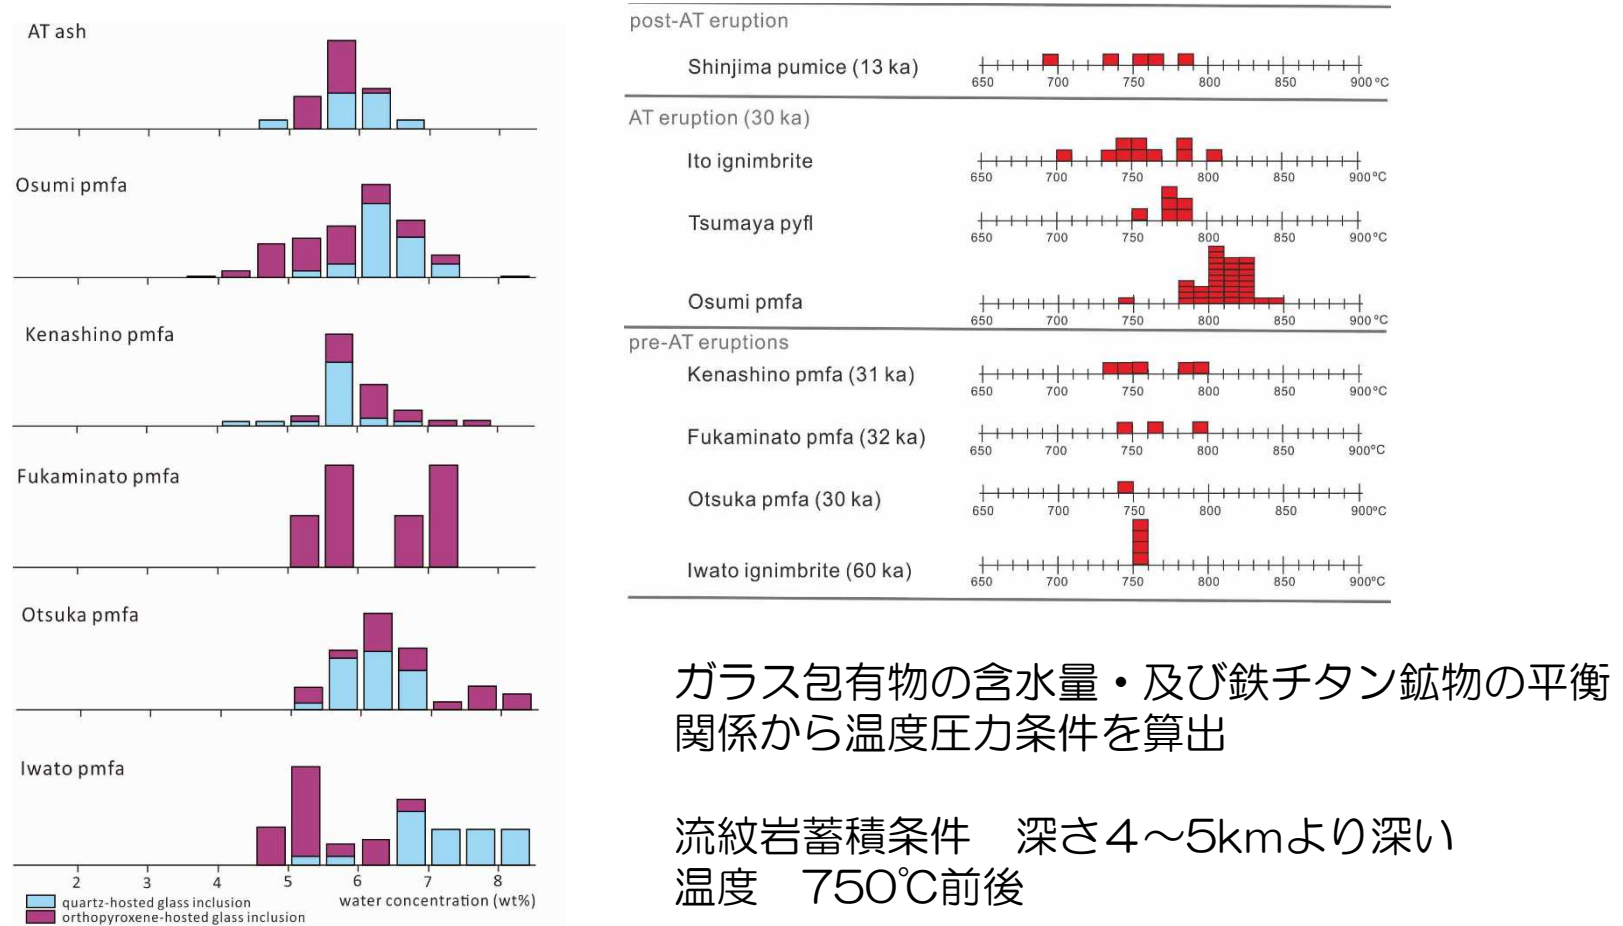 AT ash
Osumi pmfa
Kenashino pmfa
Fukaminato pmfa
Otsuka pmfa
Iwato pmfa
2 3 4 5 6 7 8
water concentration (wt%)
quartz-hosted glass inclusion
orthopyroxene-hosted glass inclusion
post-AT eruption
Shinjima pumice (13 ka)
650 700 750 800 850 900℃
AT eruption (30 ka)
Ito ignimbrite
650 700 750 800 850 900℃
Tsumaya pyfl
650 700 750 800 850 900℃
Osumi pmfa
650 700 750 800 850 900℃
pre-AT eruptions
Kenashino pmfa (31 ka)
650 700 750 800 850 900℃
Fukaminato pmfa (32 ka)
650 700 750 800 850 900℃
Otsuka pmfa (30 ka)
650 700 750 800 850 900℃
Iwato ignimbrite (60 ka)
650 700 750 800 850 900℃
ガラス包有物の含水量・及び鉄チタン鉱物の平衡
関係から温度圧力条件を算出
流紋岩蓄積条件　深さ4～5kmより深い
温度　750℃前後